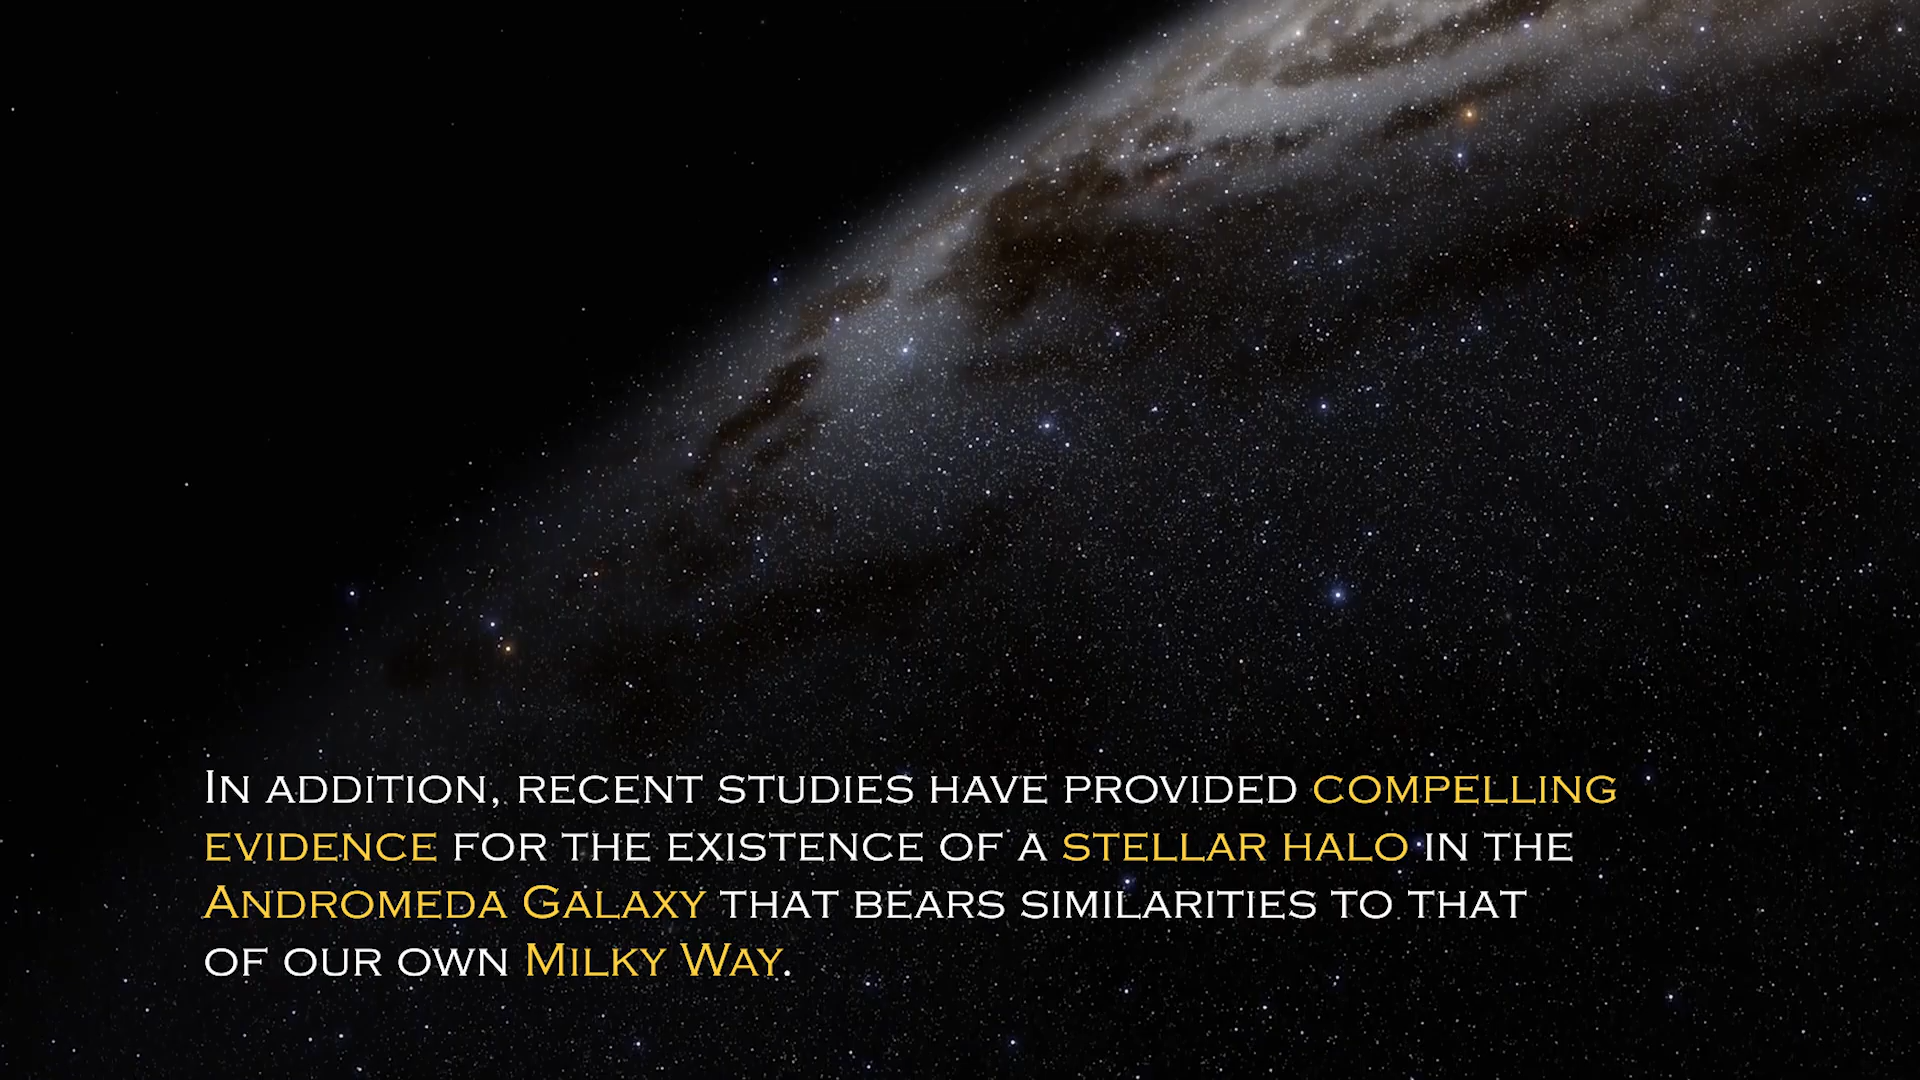 In addition, recent studies have provided compelling
evidence for the existence of a stellar halo in the
Andromeda Galaxy that bears similarities to that
of our own Milky Way.